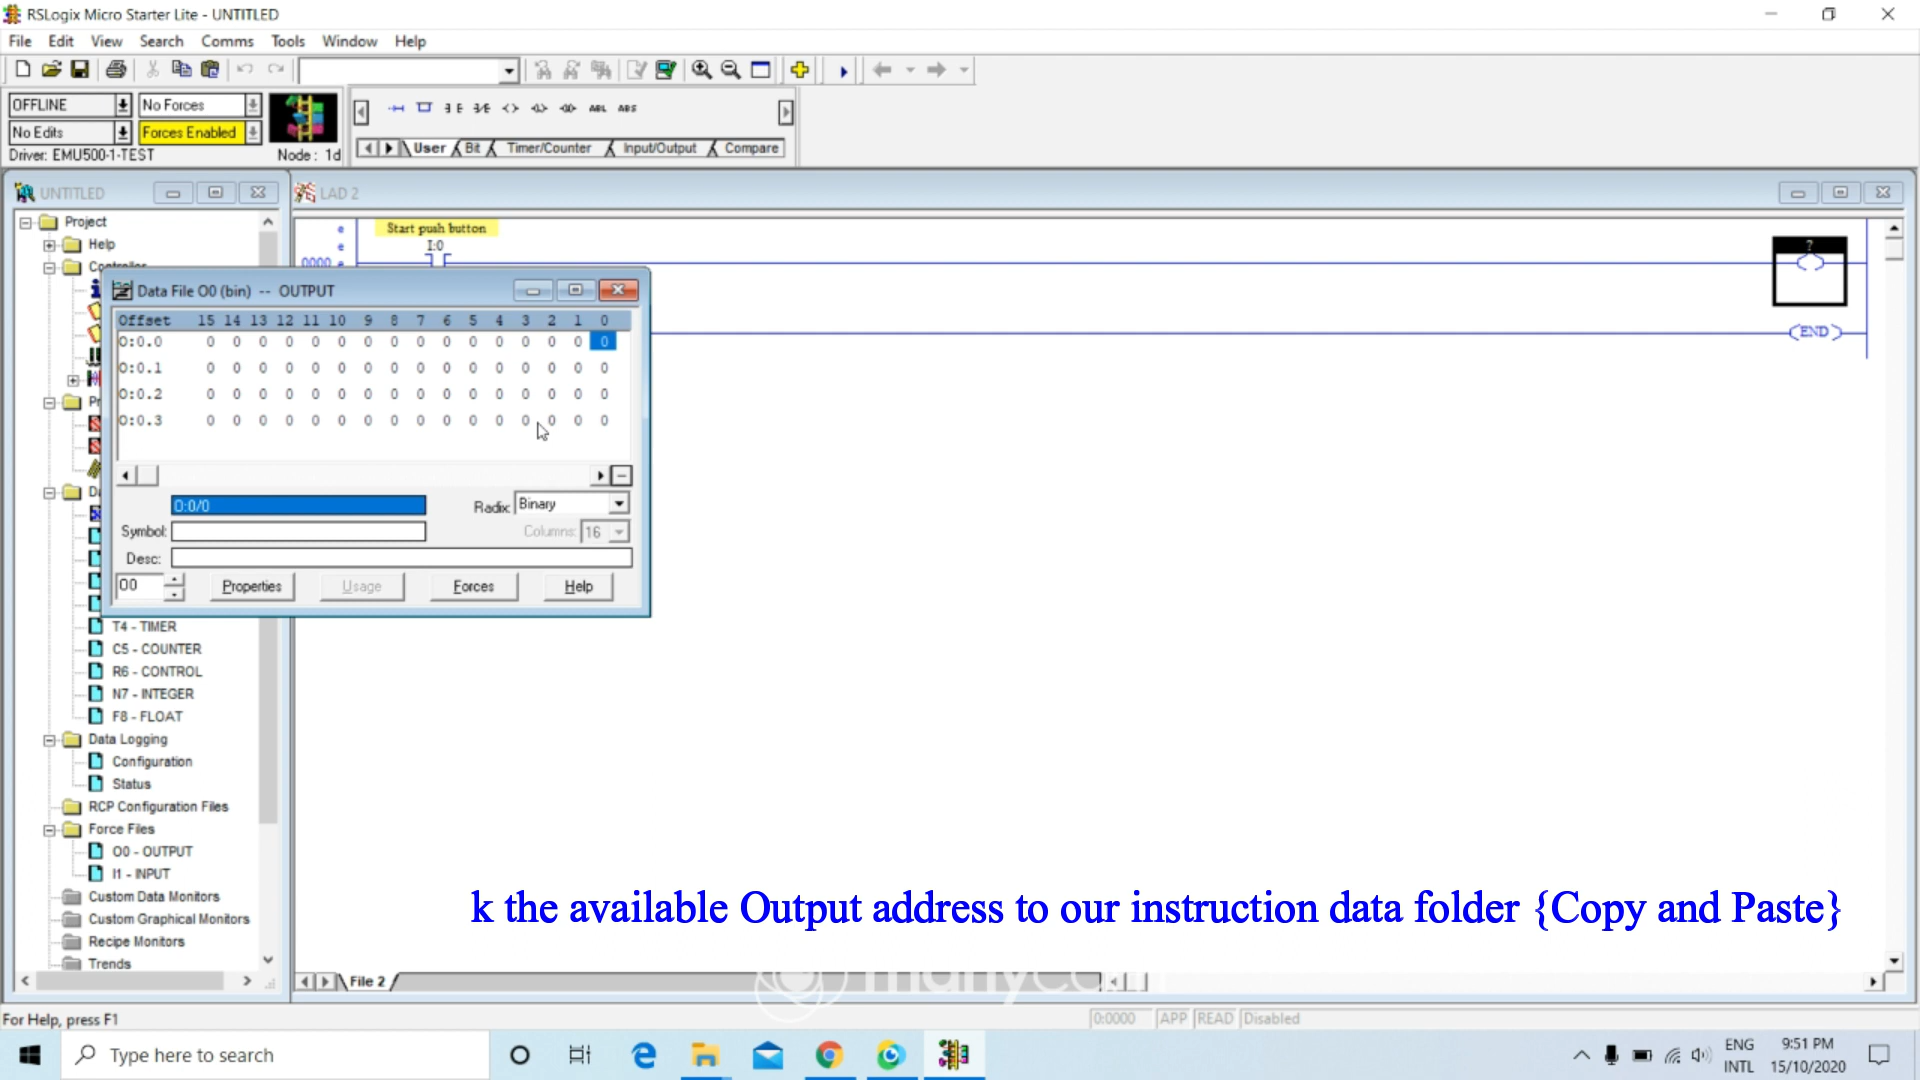 RSLogix Micro Starter Lite - UNTITLED
File Edit View Search Comms Tools Window Help
OFFLINE No Forces
No Edits Forces Enabled
Driver: EMU500-1-TEST Node : 1d
User Bit Timer/Counter Input/Output Compare
ABL ABS
UNTITLED
LAD 2
Project
Help
Controller
Start push button
I:0
0000
e
e
e
?
END
Data File O0 (bin) -- OUTPUT
Offset 15 14 13 12 11 10 9 8 7 6 5 4 3 2 1 0
O:0.0 0 0 0 0 0 0 0 0 0 0 0 0 0 0 0 0
O:0.1 0 0 0 0 0 0 0 0 0 0 0 0 0 0 0 0
O:0.2 0 0 0 0 0 0 0 0 0 0 0 0 0 0 0 0
O:0.3 0 0 0 0 0 0 0 0 0 0 0 0 0 0 0 0
O:0/0 Radix: Binary
Symbol: Columns: 16
Desc:
O0 Properties Usage Forces Help
T4 - TIMER
C5 - COUNTER
R6 - CONTROL
N7 - INTEGER
F8 - FLOAT
Data Logging
Configuration
Status
RCP Configuration Files
Force Files
O0 - OUTPUT
I1 - INPUT
Custom Data Monitors
Custom Graphical Monitors
Recipe Monitors
Trends
k the available Output address to our instruction data folder {Copy and Paste}
File 2
manycam
For Help, press F1
0:0000 APP READ Disabled
Type here to search
ENG
INTL
9:51 PM
15/10/2020